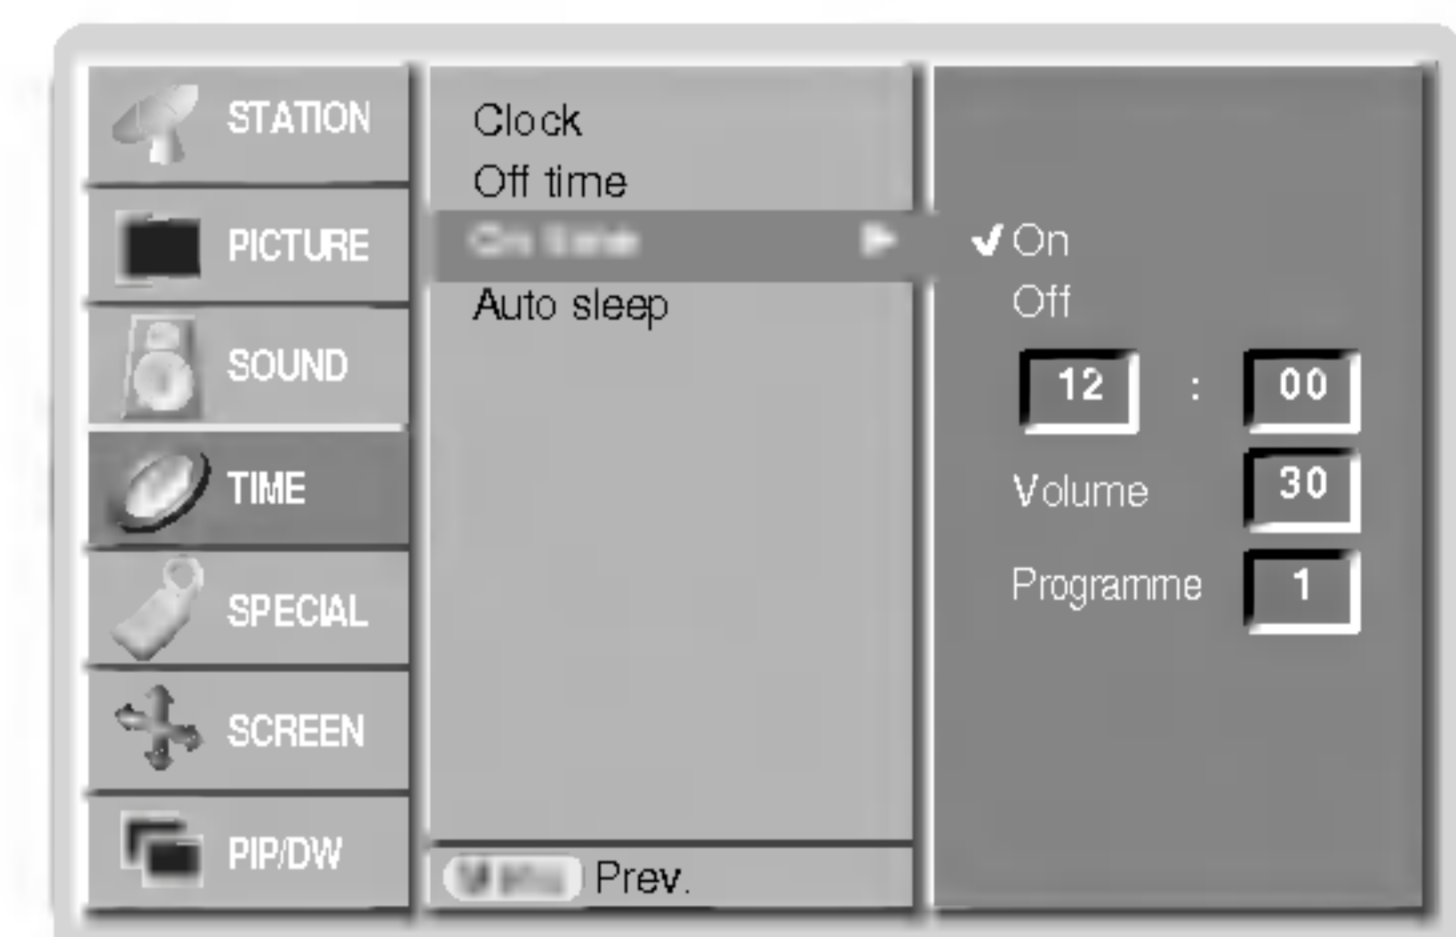 STATION
PICTURE
SOUND
TIME
SPECIAL
SCREEN
PIP/DW
Clock
Off time
Auto sleep
Prev.
On
Off
12 : 00
Volume 30
Programme 1